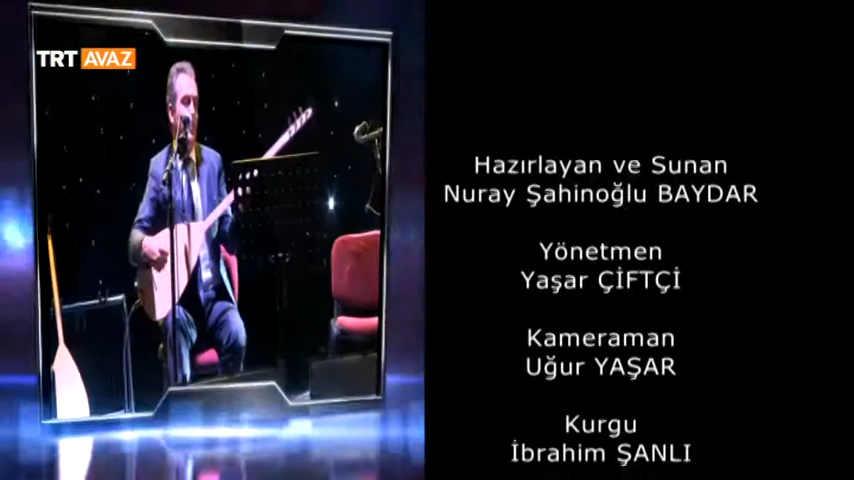 TRT AVAZ
Hazırlayan ve Sunan
Nuray Şahinoğlu BAYDAR
Yönetmen
Yaşar ÇİFTÇİ
Kameraman
Uğur YAŞAR
Kurgu
İbrahim ŞANLI